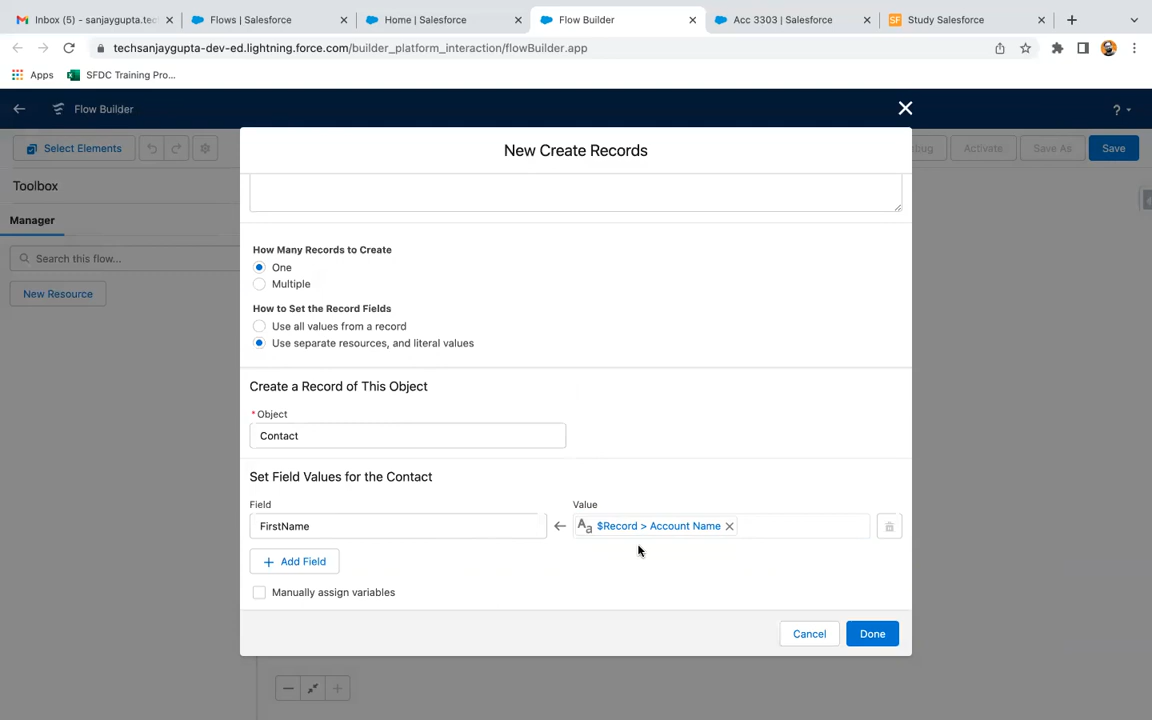 Inbox (5) - sanjaygupta.tec
Flows | Salesforce
Home | Salesforce
Flow Builder
Acc 3303 | Salesforce
SF Study Salesforce
techsanjaygupta-dev-ed.lightning.force.com/builder_platform_interaction/flowBuilder.app
Apps
SFDC Training Pro...
Flow Builder
?
New Create Records
Select Elements
Activate
Save As
Save
Toolbox
Manager
Search this flow...
New Resource
How Many Records to Create
One
Multiple
How to Set the Record Fields
Use all values from a record
Use separate resources, and literal values
Create a Record of This Object
* Object
Contact
Set Field Values for the Contact
Field
Value
FirstName
Aa $Record > Account Name
+ Add Field
Manually assign variables
Cancel
Done